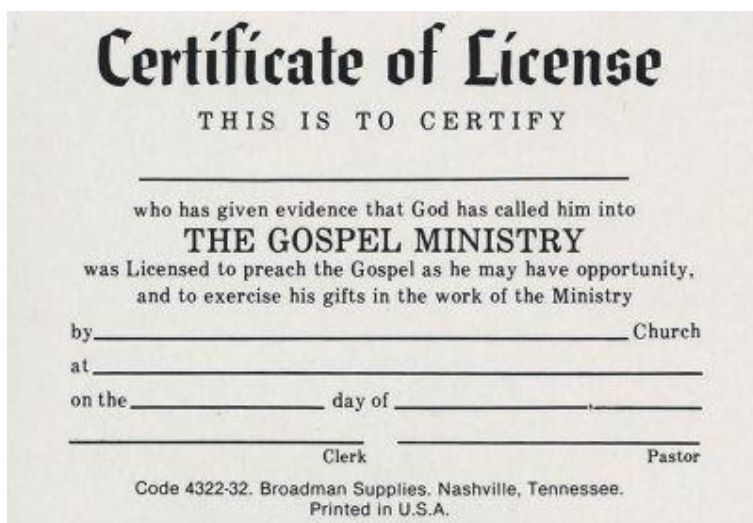 Certificate of License
THIS IS TO CERTIFY
who has given evidence that God has called him into
THE GOSPEL MINISTRY
was Licensed to preach the Gospel as he may have opportunity,
and to exercise his gifts in the work of the Ministry
by Church
at
on the day of ,
Clerk Pastor
Code 4322-32. Broadman Supplies. Nashville, Tennessee.
Printed in U.S.A.